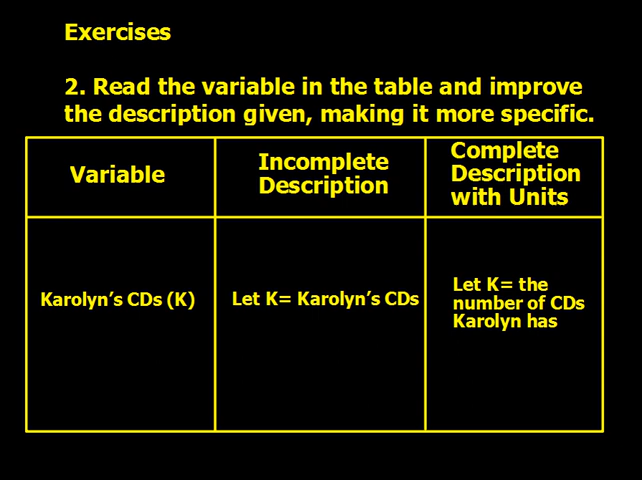 Exercises
2. Read the variable in the table and improve
the description given, making it more specific.
Variable
Incomplete
Description
Complete
Description
with Units
Karolyn’s CDs (K)
Let K= Karolyn’s CDs
Let K= the
number of CDs
Karolyn has